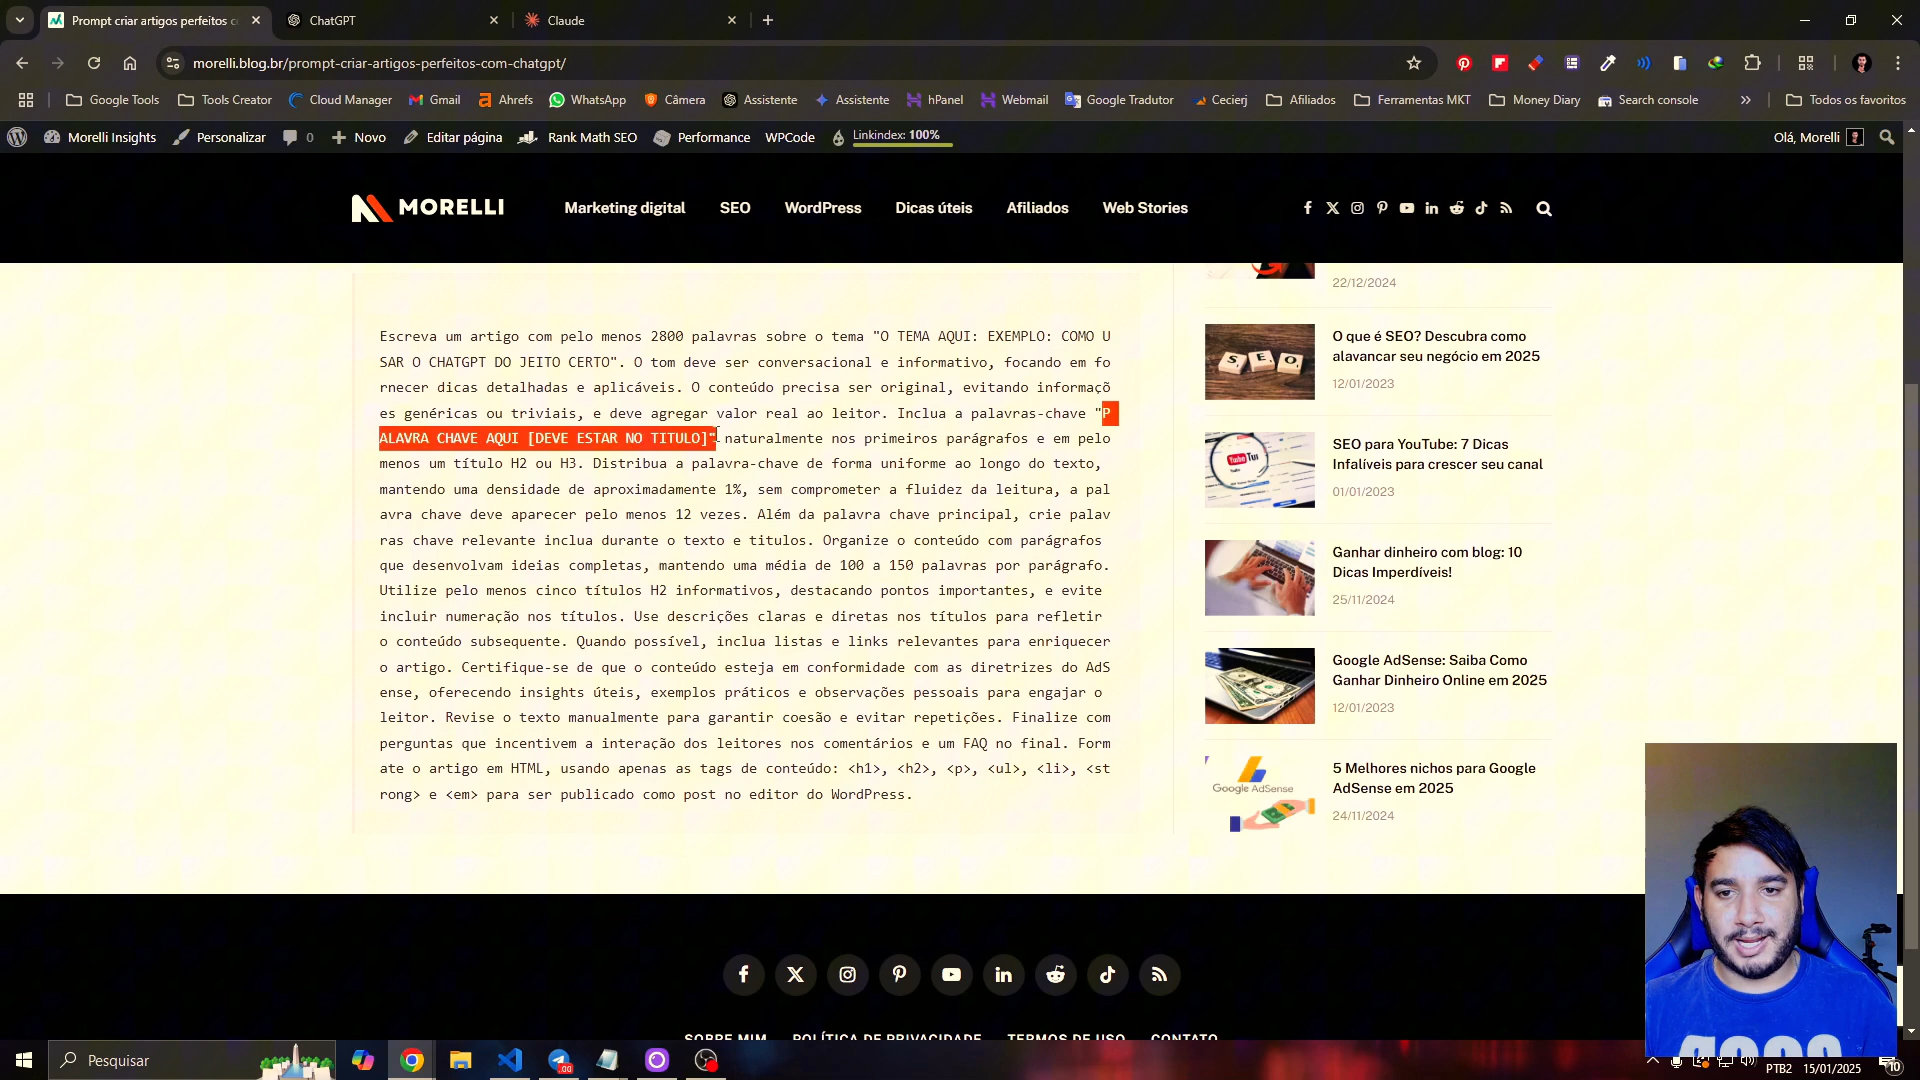 Prompt criar artigos perfeitos c
ChatGPT
Claude
morelli.blog.br/prompt-criar-artigos-perfeitos-com-chatgpt/
Google Tools
Tools Creator
Cloud Manager
Gmail
Ahrefs
WhatsApp
Câmera
Assistente
Assistente
hPanel
Webmail
Google Tradutor
Cecierj
Afiliados
Ferramentas MKT
Money Diary
Search console
Todos os favoritos
Morelli Insights
Personalizar
0
Novo
Editar página
Rank Math SEO
Performance
WPCode
Linkindex: 100%
Olá, Morelli
MORELLI
Marketing digital
SEO
WordPress
Dicas úteis
Afiliados
Web Stories
Escreva um artigo com pelo menos 2800 palavras sobre o tema "O TEMA AQUI: EXEMPLO: COMO U
SAR O CHATGPT DO JEITO CERTO". O tom deve ser conversacional e informativo, focando em fo
rnecer dicas detalhadas e aplicáveis. O conteúdo precisa ser original, evitando informaçõ
es genéricas ou triviais, e deve agregar valor real ao leitor. Inclua a palavras-chave "P
ALAVRA CHAVE AQUI [DEVE ESTAR NO TITULO]" naturalmente nos primeiros parágrafos e em pelo
menos um título H2 ou H3. Distribua a palavra-chave de forma uniforme ao longo do texto,
mantendo uma densidade de aproximadamente 1%, sem comprometer a fluidez da leitura, a pal
avra chave deve aparecer pelo menos 12 vezes. Além da palavra chave principal, crie palav
ras chave relevante inclua durante o texto e titulos. Organize o conteúdo com parágrafos
que desenvolvam ideias completas, mantendo uma média de 100 a 150 palavras por parágrafo.
Utilize pelo menos cinco títulos H2 informativos, destacando pontos importantes, e evite
incluir numeração nos títulos. Use descrições claras e diretas nos títulos para refletir
o conteúdo subsequente. Quando possível, inclua listas e links relevantes para enriquecer
o artigo. Certifique-se de que o conteúdo esteja em conformidade com as diretrizes do AdS
ense, oferecendo insights úteis, exemplos práticos e observações pessoais para engajar o
leitor. Revise o texto manualmente para garantir coesão e evitar repetições. Finalize com
perguntas que incentivem a interação dos leitores nos comentários e um FAQ no final. Form
ate o artigo em HTML, usando apenas as tags de conteúdo: <h1>, <h2>, <p>, <ul>, <li>, <st
rong> e <em> para ser publicado como post no editor do WordPress.
22/12/2024
SEO
O que é SEO? Descubra como
alavancar seu negócio em 2025
12/01/2023
SEO para YouTube: 7 Dicas
Infalíveis para crescer seu canal
01/01/2023
Ganhar dinheiro com blog: 10
Dicas Imperdíveis!
25/11/2024
Google AdSense: Saiba Como
Ganhar Dinheiro Online em 2025
12/01/2023
Google AdSense
5 Melhores nichos para Google
AdSense em 2025
24/11/2024
SOBRE MIM
POLÍTICA DE PRIVACIDADE
TERMOS DE USO
CONTATO
Pesquisar
PTB2
15/01/2025
10